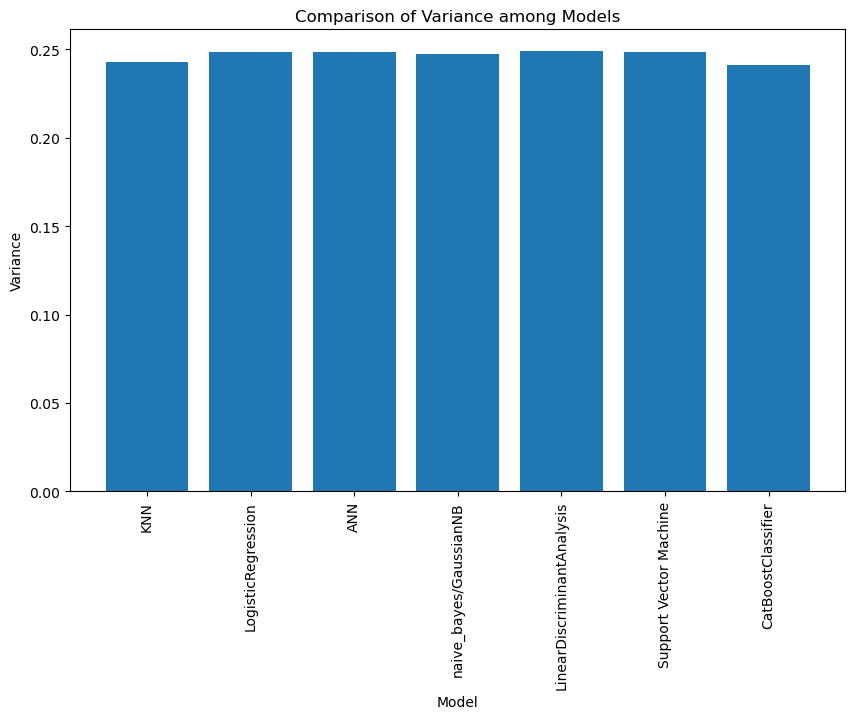 Comparison of Variance among Models
Variance
0.25
0.20
0.15
0.10
0.05
0.00
KNN
LogisticRegression
ANN
naive_bayes/GaussianNB
LinearDiscriminantAnalysis
Support Vector Machine
CatBoostClassifier
Model